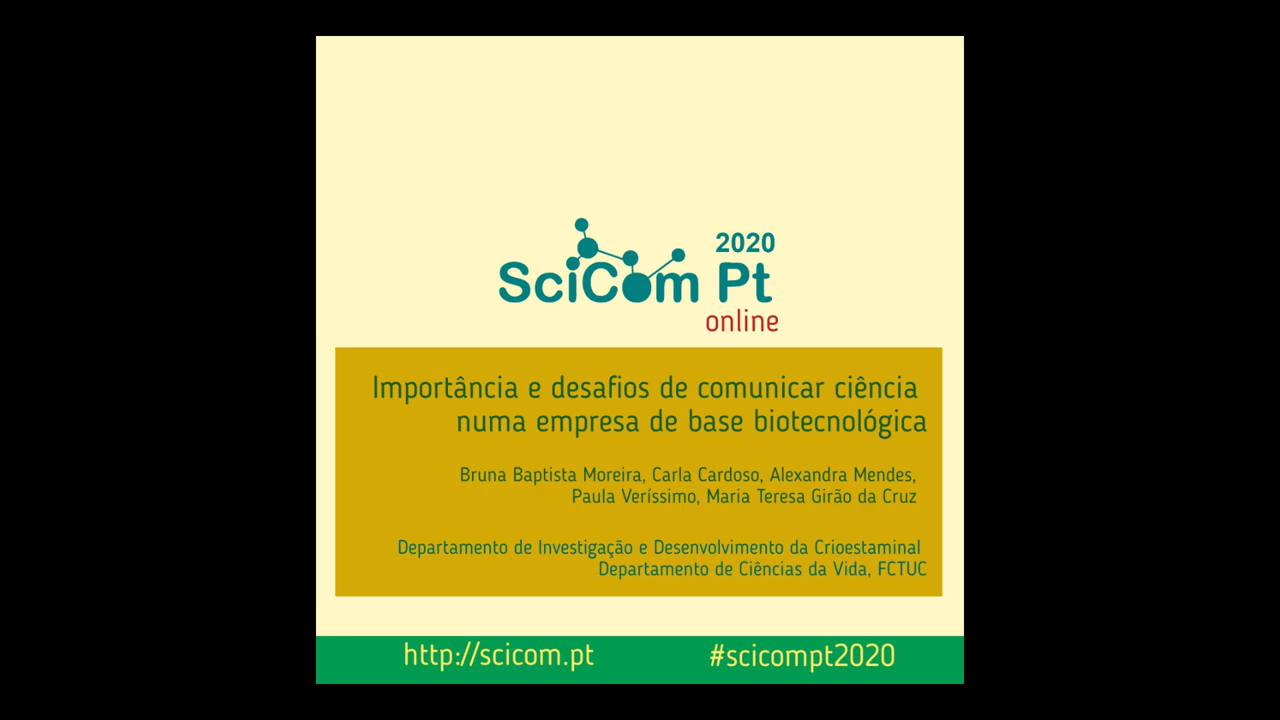 2020
SciCom Pt
online
Importância e desafios de comunicar ciência
numa empresa de base biotecnológica
Bruna Baptista Moreira, Carla Cardoso, Alexandra Mendes,
Paula Veríssimo, Maria Teresa Girão da Cruz
Departamento de Investigação e Desenvolvimento da Crioestaminal
Departamento de Ciências da Vida, FCTUC
http://scicom.pt #scicompt2020